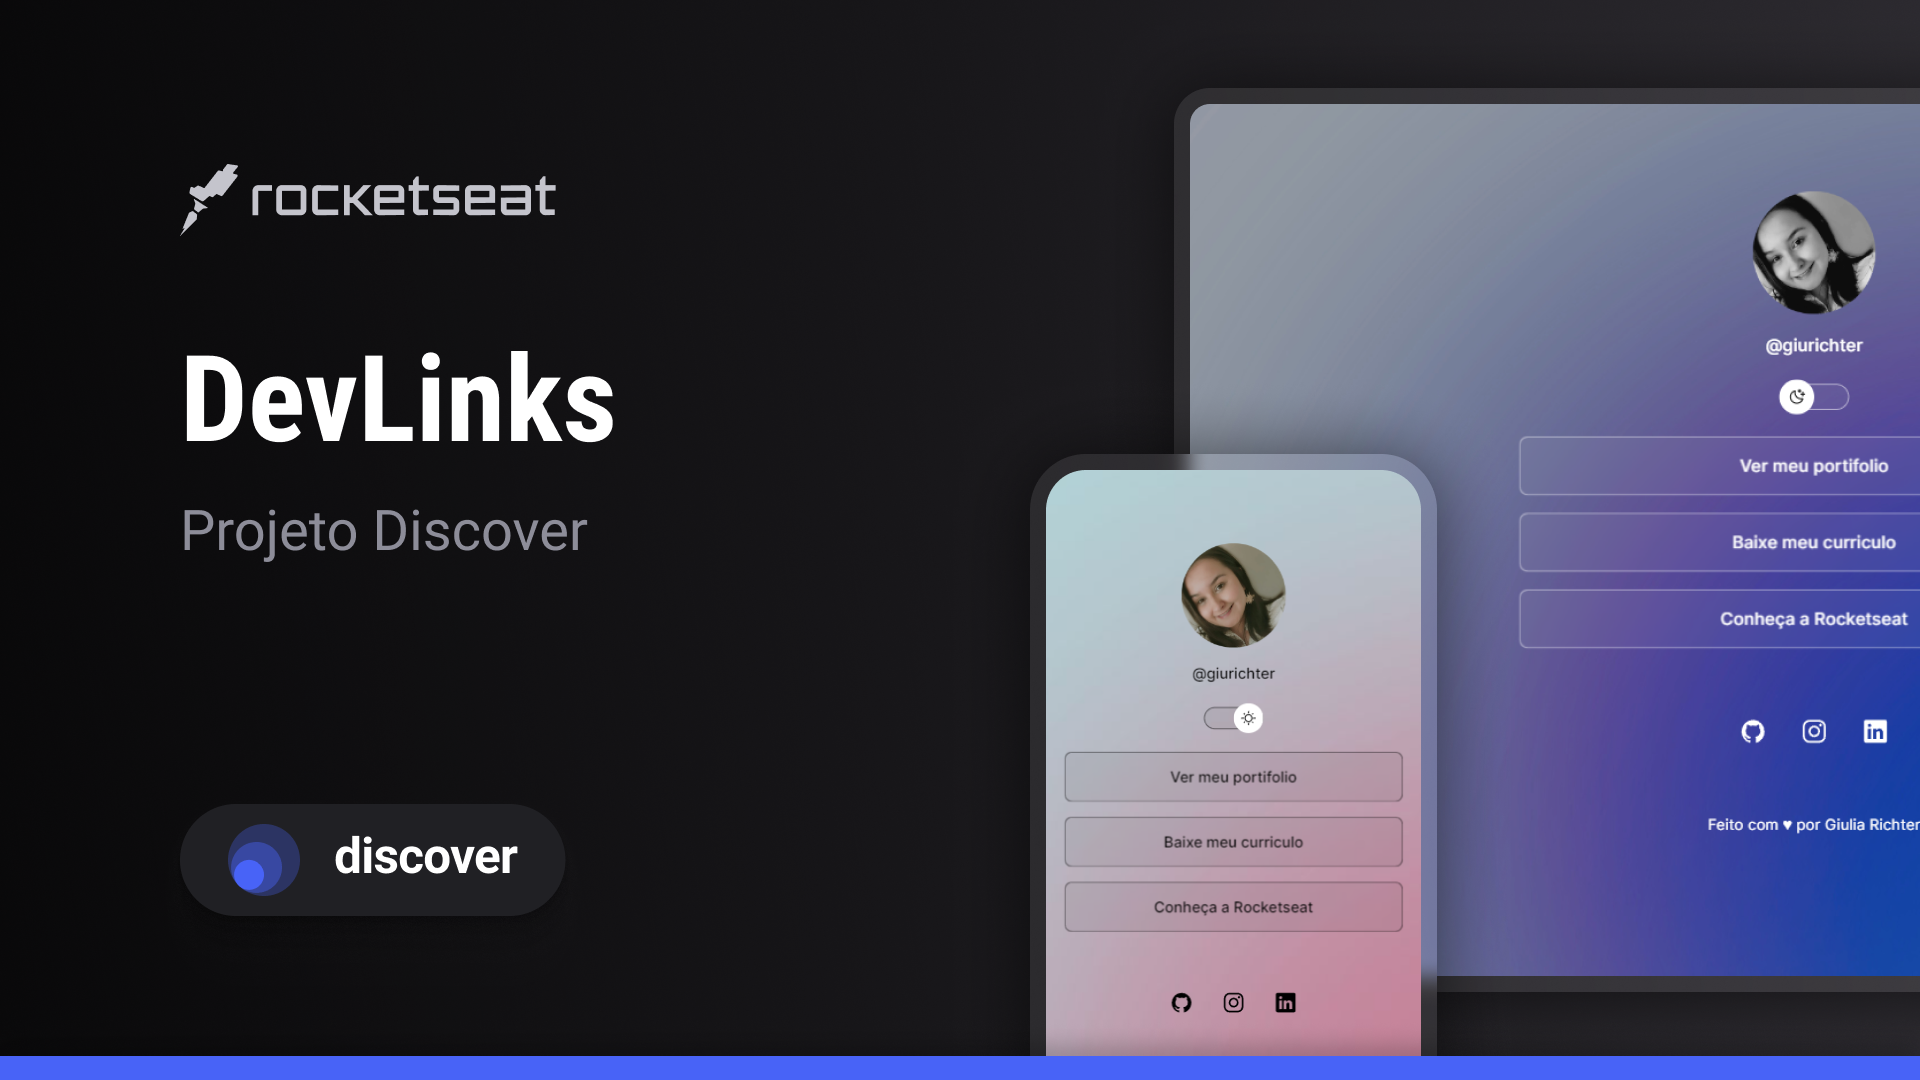 rocketseat
DevLinks
Projeto Discover
discover
@giurichter
Ver meu portifolio
Baixe meu curriculo
Conheça a Rocketseat
@giurichter
Ver meu portifolio
Baixe meu curriculo
Conheça a Rocketseat
Feito com ♥ por Giulia Richter